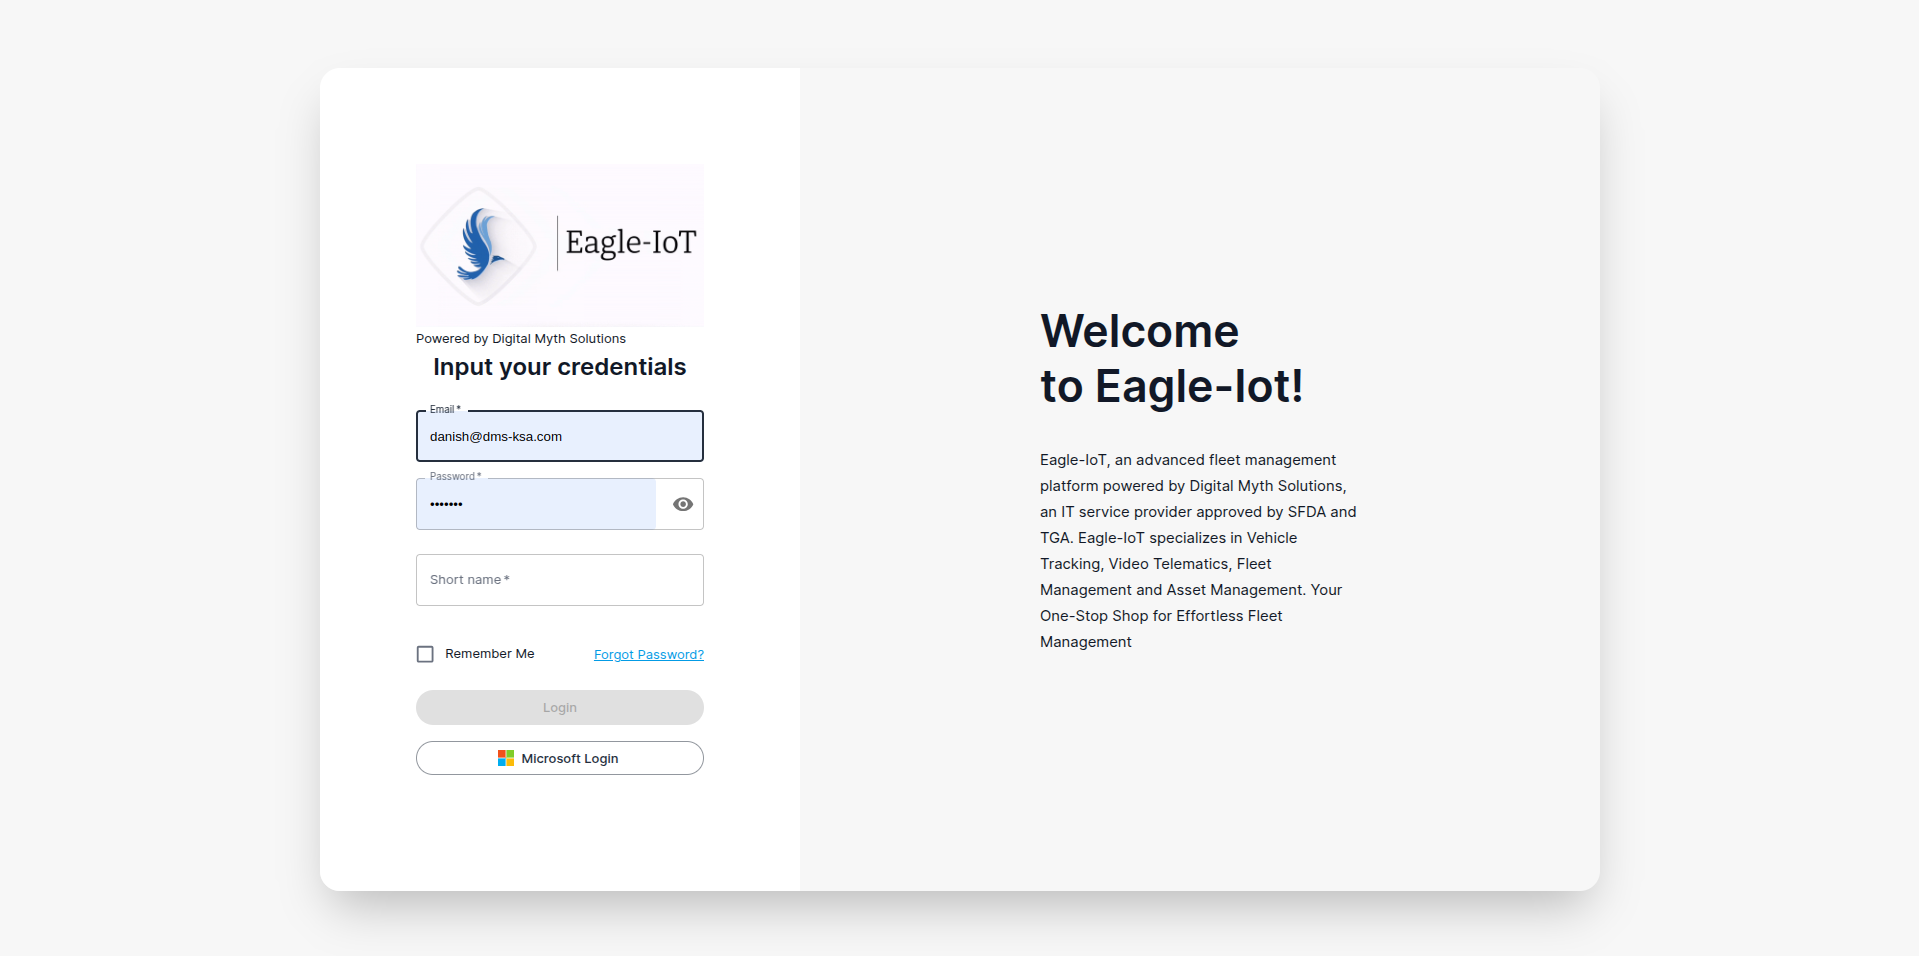 Eagle-IoT
Powered by Digital Myth Solutions
Input your credentials
Email *
danish@dms-ksa.com
Password *
•••••••
Short name *
Remember Me
Forgot Password?
Login
Microsoft Login
Welcome
to Eagle-Iot!
Eagle-IoT, an advanced fleet management
platform powered by Digital Myth Solutions,
an IT service provider approved by SFDA and
TGA. Eagle-IoT specializes in Vehicle
Tracking, Video Telematics, Fleet
Management and Asset Management. Your
One-Stop Shop for Effortless Fleet
Management